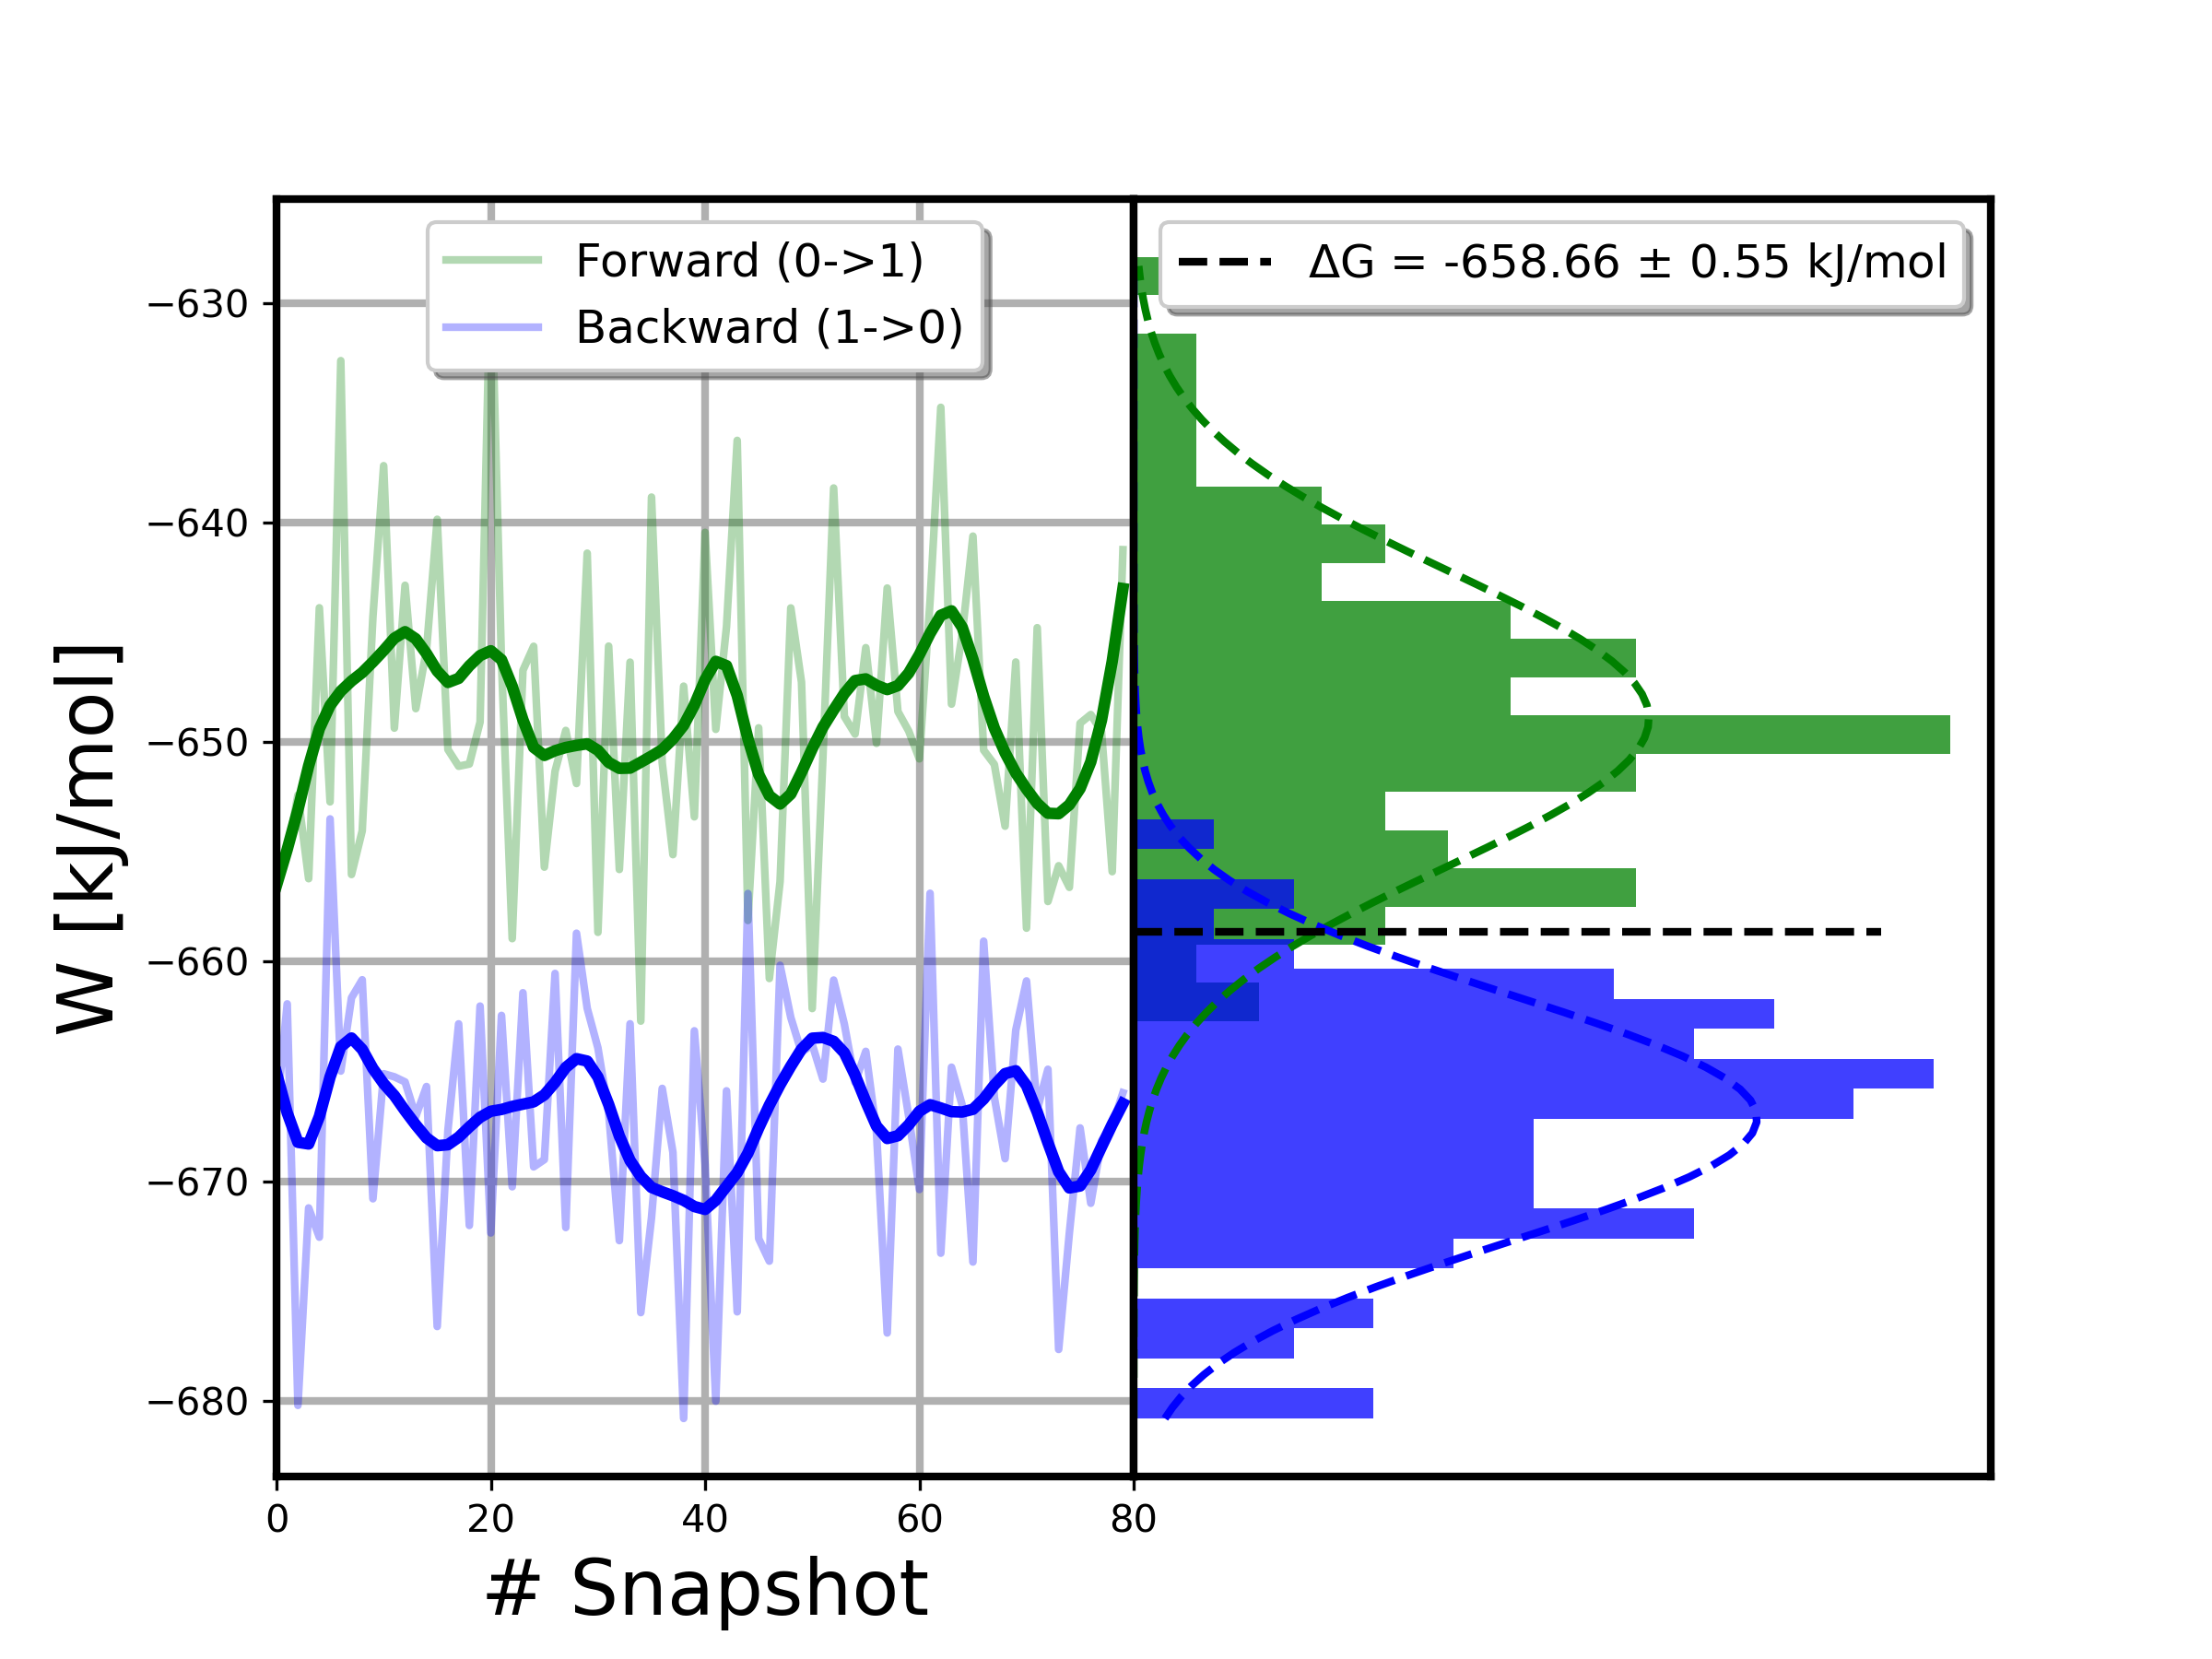 Forward (0->1)
Backward (1->0)
ΔG = -658.66 ± 0.55 kJ/mol
W [kJ/mol]
−630
−640
−650
−660
−670
−680
0 20 40 60 80
# Snapshot